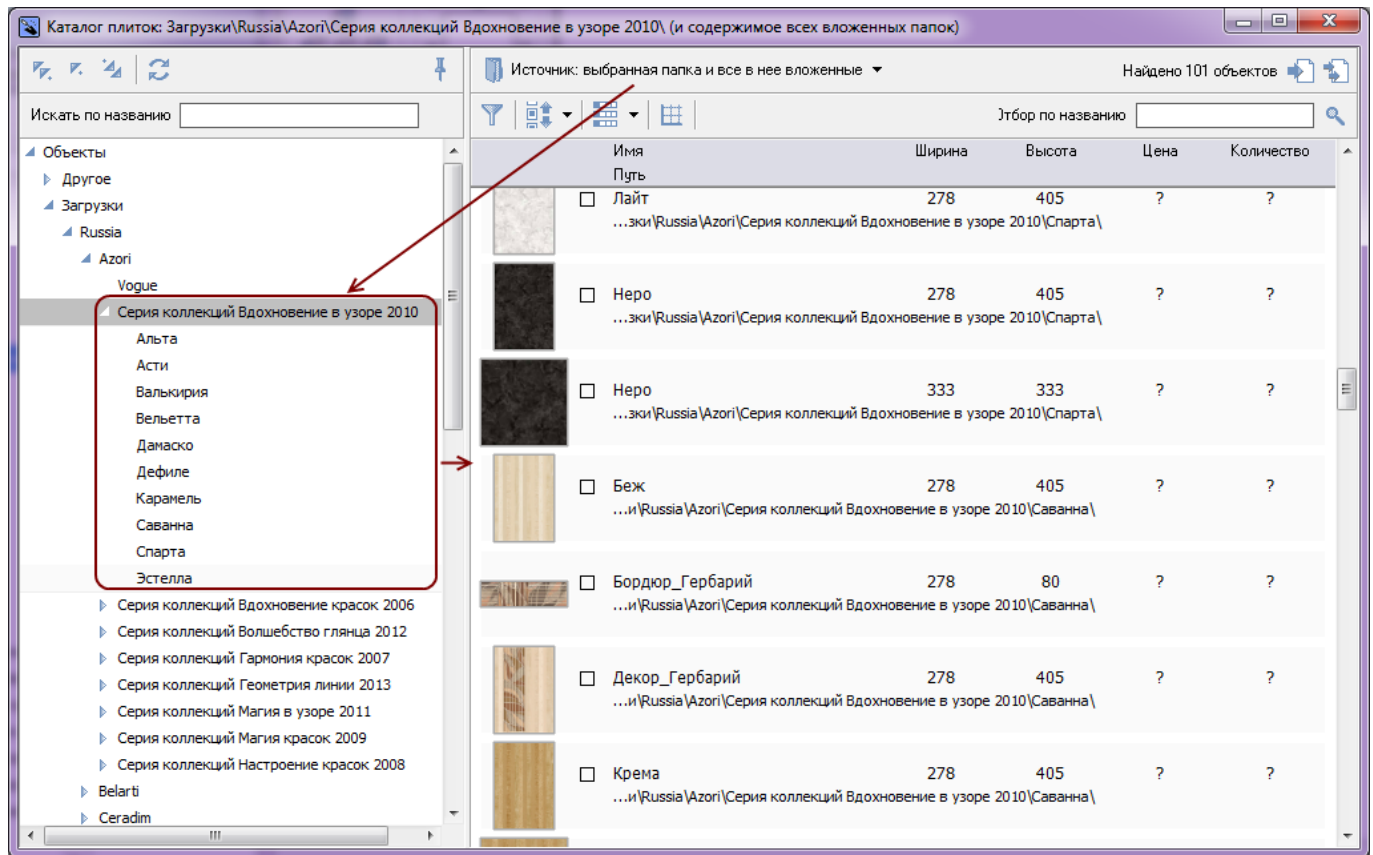 Каталог плиток: Загрузки\Russia\Azori\Серия коллекций Вдохновение в узоре 2010\ (и содержимое всех вложенных папок)
Источник: выбранная папка и все в нее вложенные
Найдено 101 объектов
Искать по названию
Отбор по названию
Объекты
Другое
Загрузки
Russia
Azori
Vogue
Серия коллекций Вдохновение в узоре 2010
Альта
Асти
Валькирия
Вельетта
Дамаско
Дефиле
Карамель
Саванна
Спарта
Эстелла
Серия коллекций Вдохновение красок 2006
Серия коллекций Волшебство глянца 2012
Серия коллекций Гармония красок 2007
Серия коллекций Геометрия линии 2013
Серия коллекций Магия в узоре 2011
Серия коллекций Магия красок 2009
Серия коллекций Настроение красок 2008
Belarti
Ceradim
Имя Ширина Высота Цена Количество
Путь
Лайт 278 405 ? ?
...зки\Russia\Azori\Серия коллекций Вдохновение в узоре 2010\Спарта\
Неро 278 405 ? ?
...зки\Russia\Azori\Серия коллекций Вдохновение в узоре 2010\Спарта\
Неро 333 333 ? ?
...зки\Russia\Azori\Серия коллекций Вдохновение в узоре 2010\Спарта\
Беж 278 405 ? ?
...и\Russia\Azori\Серия коллекций Вдохновение в узоре 2010\Саванна\
Бордюр_Гербарий 278 80 ? ?
...и\Russia\Azori\Серия коллекций Вдохновение в узоре 2010\Саванна\
Декор_Гербарий 278 405 ? ?
...и\Russia\Azori\Серия коллекций Вдохновение в узоре 2010\Саванна\
Крема 278 405 ? ?
...и\Russia\Azori\Серия коллекций Вдохновение в узоре 2010\Саванна\